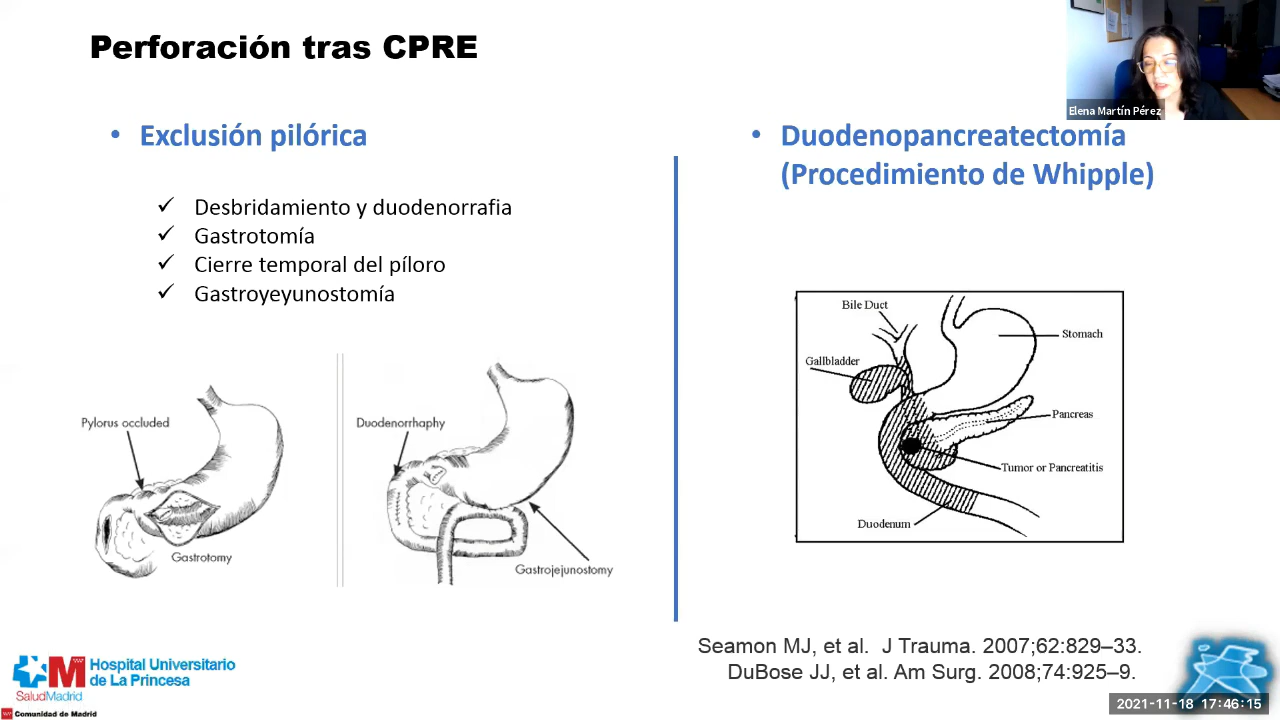 Perforación tras CPRE
Elena Martín Pérez
• Exclusión pilórica
✓ Desbridamiento y duodenorrafia
✓ Gastrotomía
✓ Cierre temporal del píloro
✓ Gastroyeyunostomía
Pylorus occluded
Gastrotomy
Duodenorrhaphy
Gastrojejunostomy
• Duodenopancreatectomía
(Procedimiento de Whipple)
Bile Duct
Stomach
Gallbladder
Pancreas
Tumor or Pancreatitis
Duodenum
Seamon MJ, et al. J Trauma. 2007;62:829–33.
DuBose JJ, et al. Am Surg. 2008;74:925–9.
M
Hospital Universitario
de La Princesa
SaludMadrid
Comunidad de Madrid
2021-11-18 17:46:15